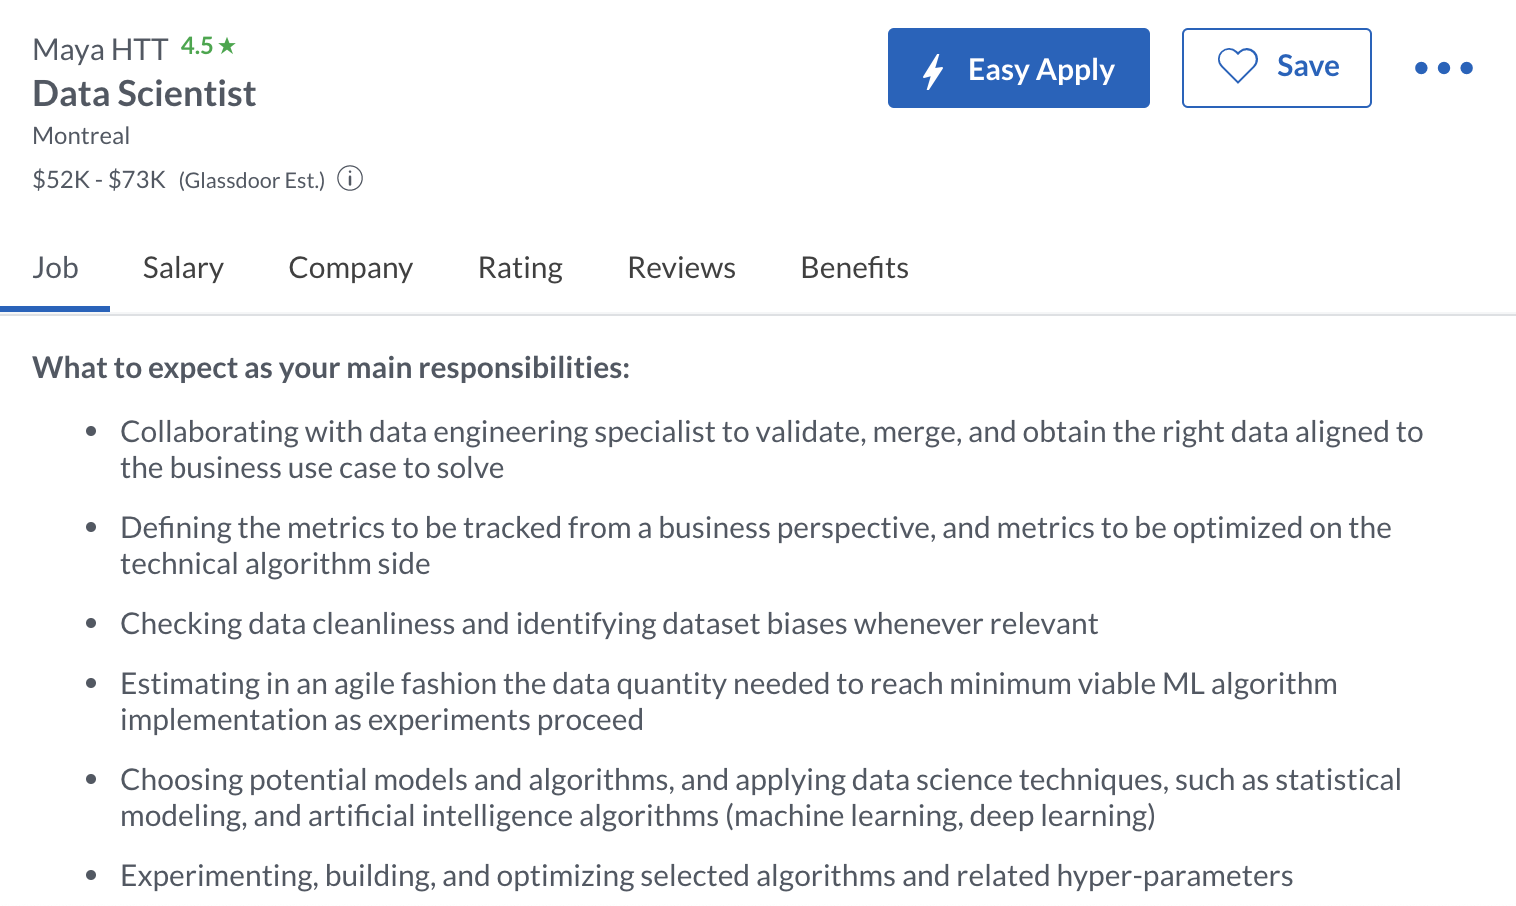 Maya HTT 4.5 ★
Data Scientist
Montreal
$52K - $73K (Glassdoor Est.)
Easy Apply
Save
Job Salary Company Rating Reviews Benefits
What to expect as your main responsibilities:
• Collaborating with data engineering specialist to validate, merge, and obtain the right data aligned to
the business use case to solve
• Defining the metrics to be tracked from a business perspective, and metrics to be optimized on the
technical algorithm side
• Checking data cleanliness and identifying dataset biases whenever relevant
• Estimating in an agile fashion the data quantity needed to reach minimum viable ML algorithm
implementation as experiments proceed
• Choosing potential models and algorithms, and applying data science techniques, such as statistical
modeling, and artificial intelligence algorithms (machine learning, deep learning)
• Experimenting, building, and optimizing selected algorithms and related hyper-parameters